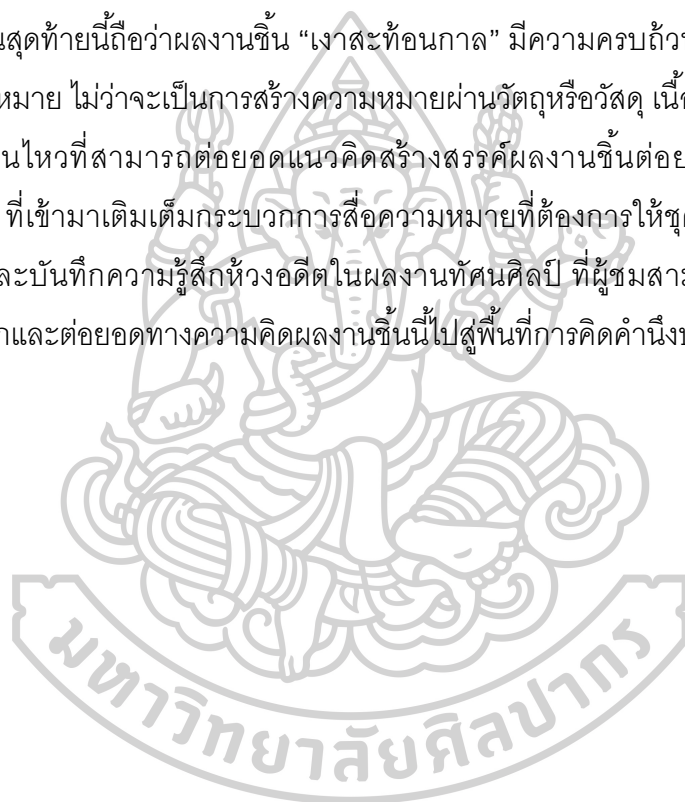 นสุดท้ายนี้ถือว่าผลงานชิ้น “เงาสะท้อนกาล” มีความครบถ้วน
หมาย ไม่ว่าจะเป็นการสร้างความหมายผ่านวัตถุหรือวัสดุ เนื้อ
นไหวที่สามารถต่อยอดแนวคิดสร้างสรรค์ผลงานชิ้นต่อย
ที่เข้ามาเติมเต็มกระบวกการสื่อความหมายที่ต้องการให้ชุด
ละบันทึกความรู้สึกห้วงอดีตในผลงานทัศนศิลป์ ที่ผู้ชมสาม
กและต่อยอดทางความคิดผลงานชิ้นนี้ไปสู่พื้นที่การคิดคำนึง
มหาวิทยาลัยศิลปากร